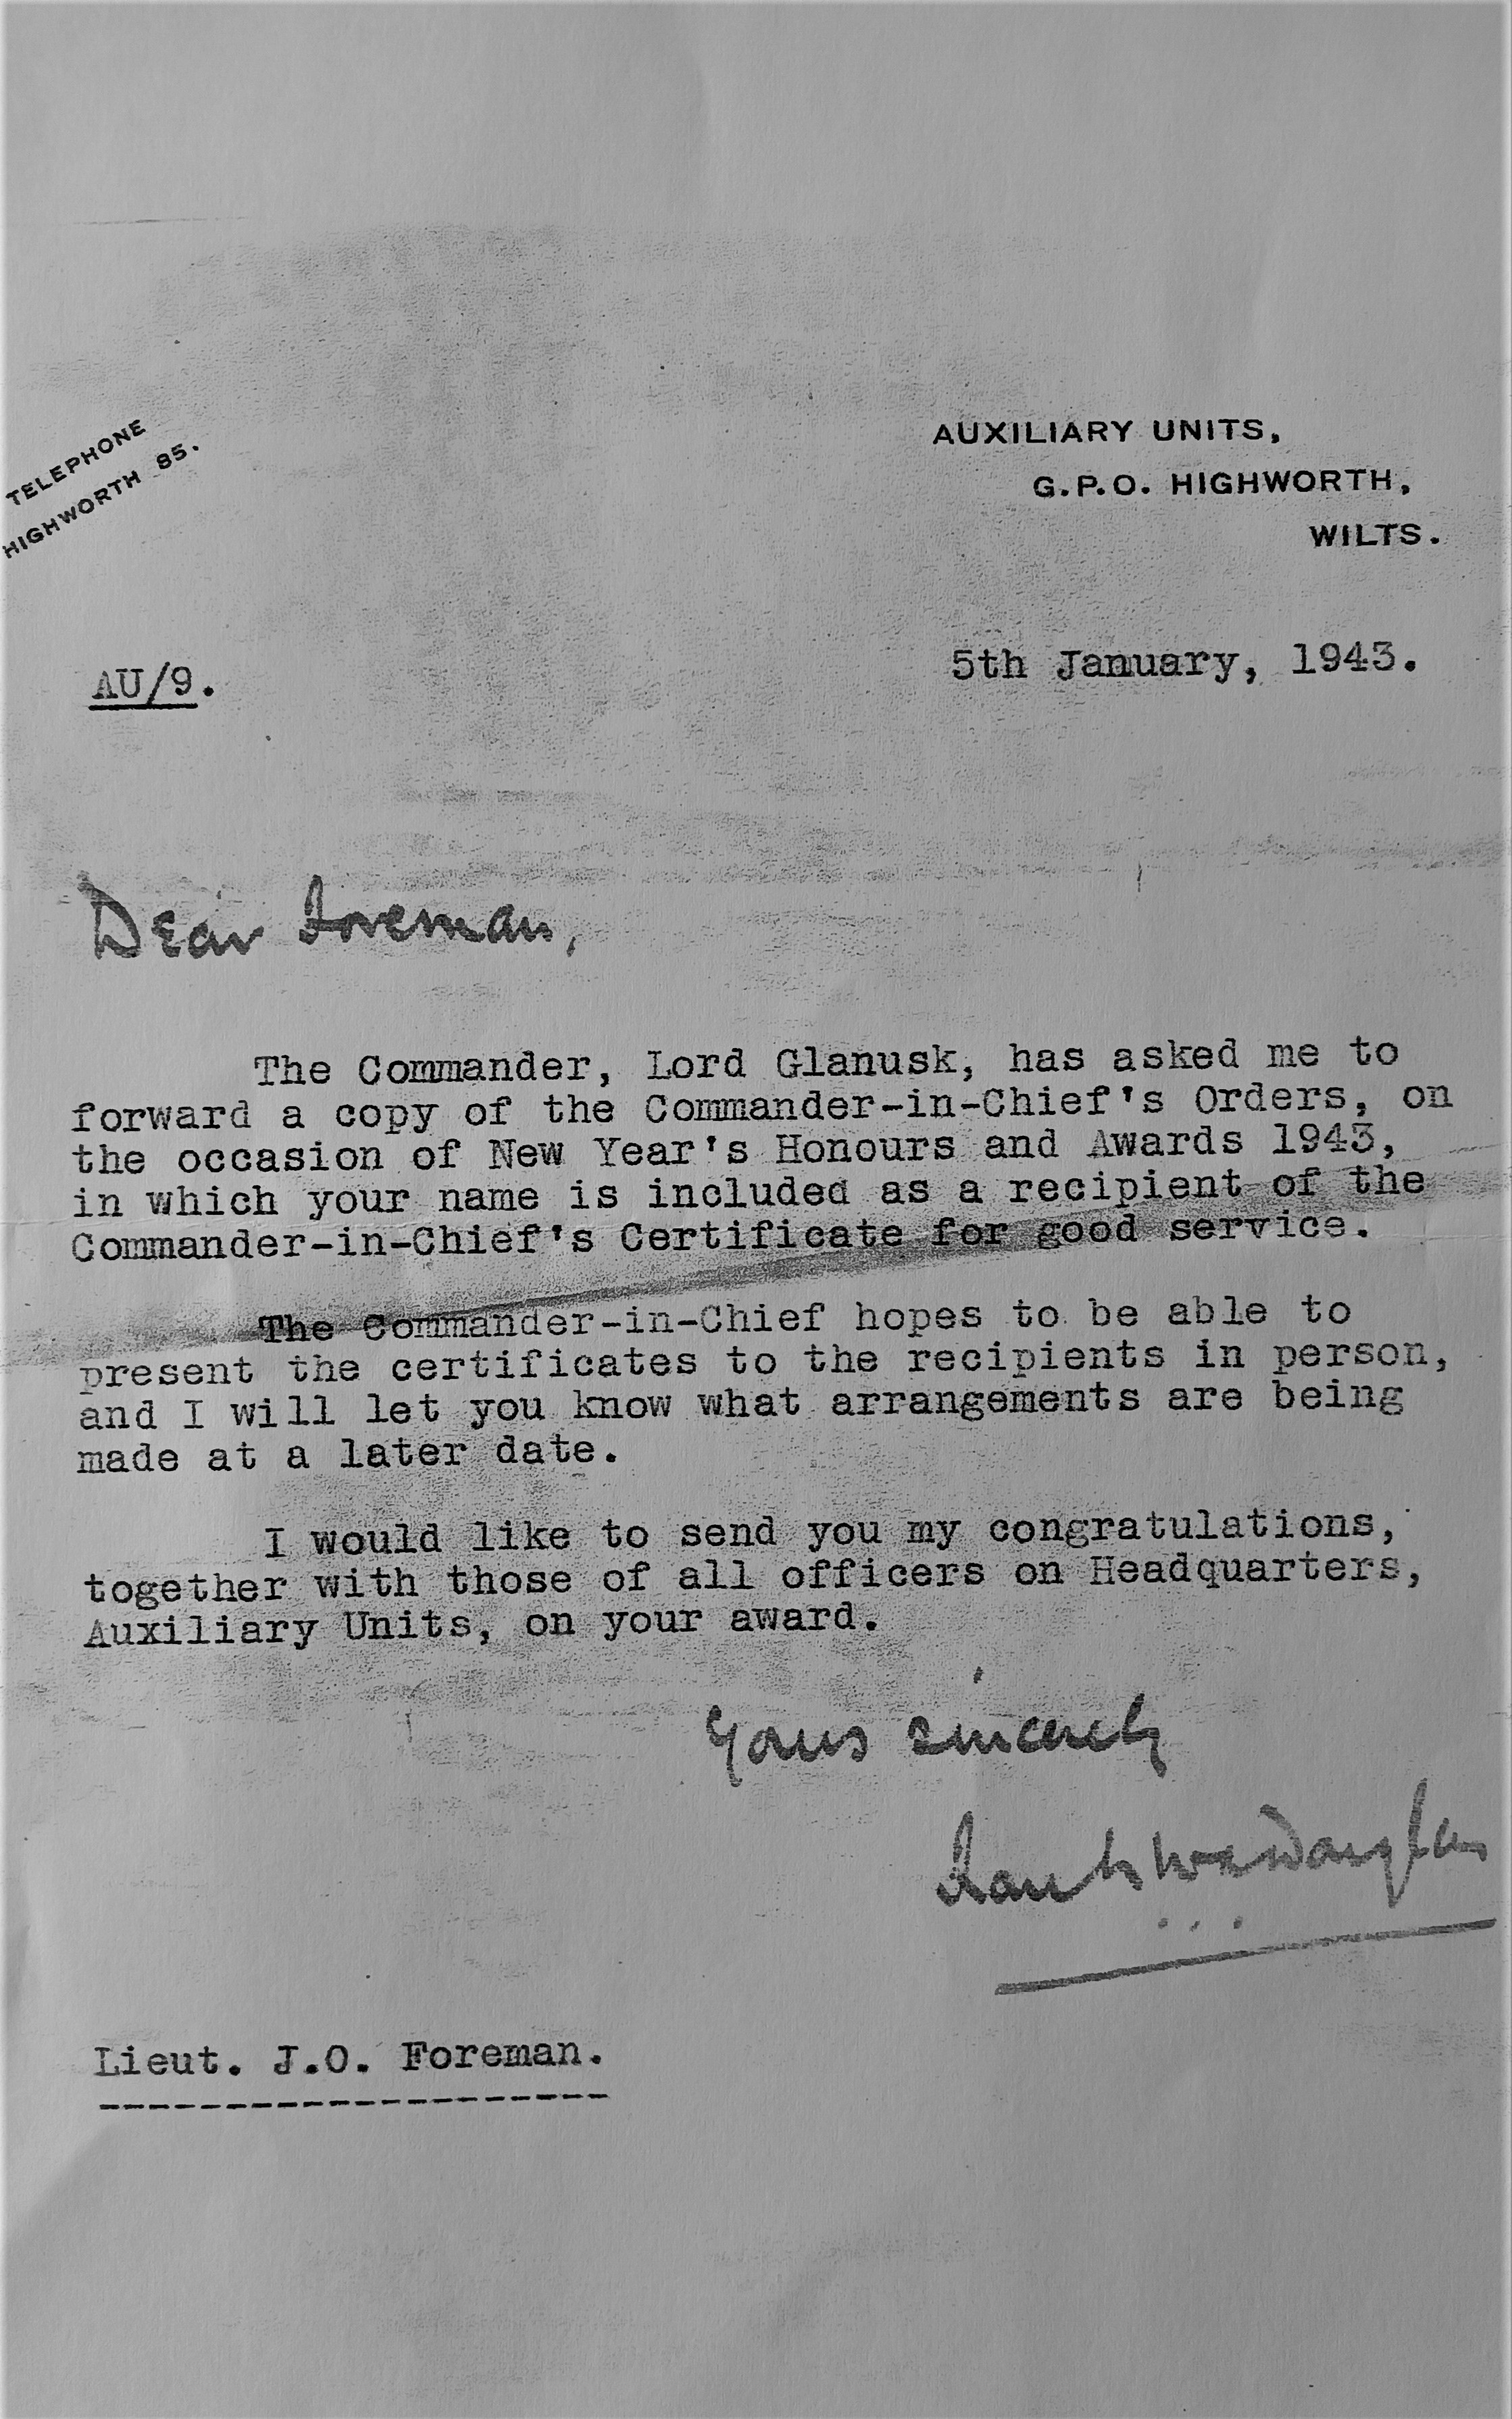 TELEPHONE
HIGHWORTH 85.
AUXILIARY UNITS,
G.P.O. HIGHWORTH,
WILTS.
AU/9.
5th January, 1943.
Dear Foreman,
The Commander, Lord Glanusk, has asked me to
forward a copy of the Commander-in-Chief's Orders, on
the occasion of New Year's Honours and Awards 1943,
in which your name is included as a recipient of the
Commander-in-Chief's Certificate for good service.
The Commander-in-Chief hopes to be able to
present the certificates to the recipients in person,
and I will let you know what arrangements are being
made at a later date.
I would like to send you my congratulations,
together with those of all officers on Headquarters,
Auxiliary Units, on your award.
Yours sincerely
Lieut. J.O. Foreman.